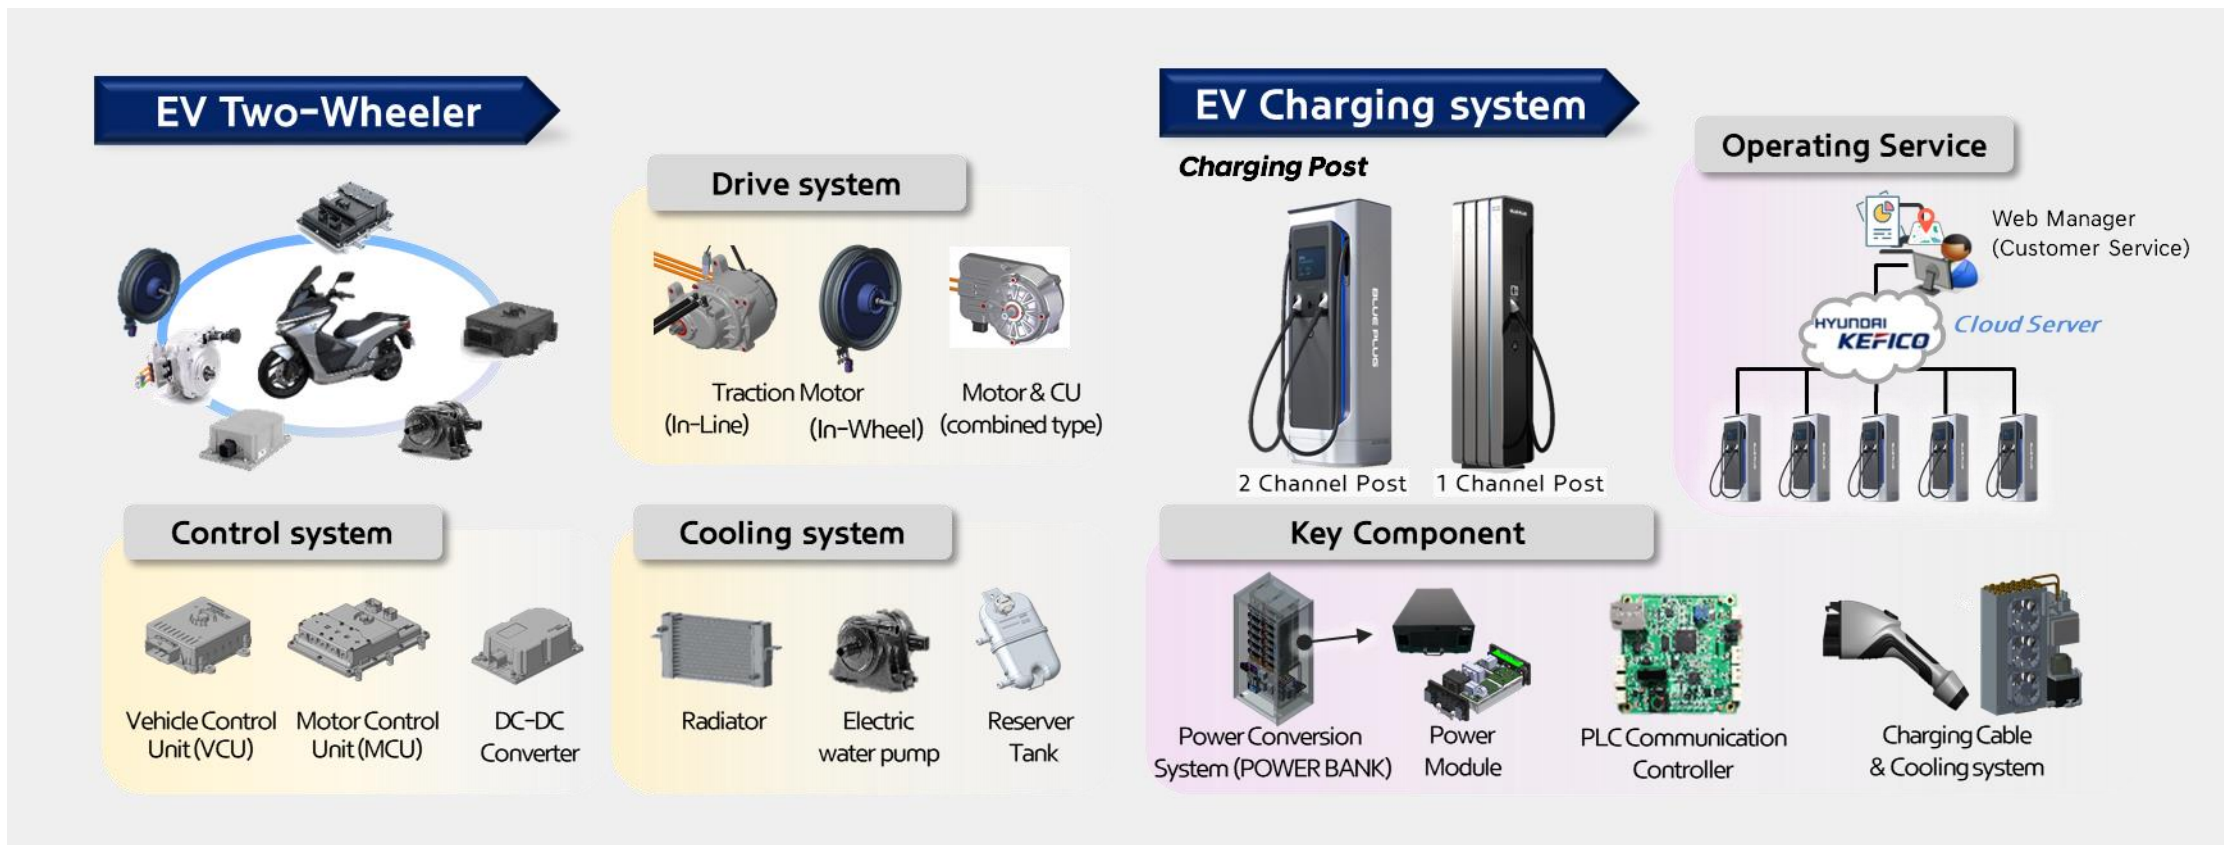 EV Two-Wheeler
Drive system
Traction Motor
(In-Line)
(In-Wheel)
Motor & CU
(combined type)
Control system
Vehicle Control
Unit (VCU)
Motor Control
Unit (MCU)
DC-DC
Converter
Cooling system
Radiator
Electric
water pump
Reserver
Tank
EV Charging system
Charging Post
BLUE PLUS
2 Channel Post
1 Channel Post
Operating Service
Web Manager
(Customer Service)
HYUNDAI
KEFICO
Cloud Server
Key Component
Power Conversion
System (POWER BANK)
Power
Module
PLC Communication
Controller
Charging Cable
& Cooling system